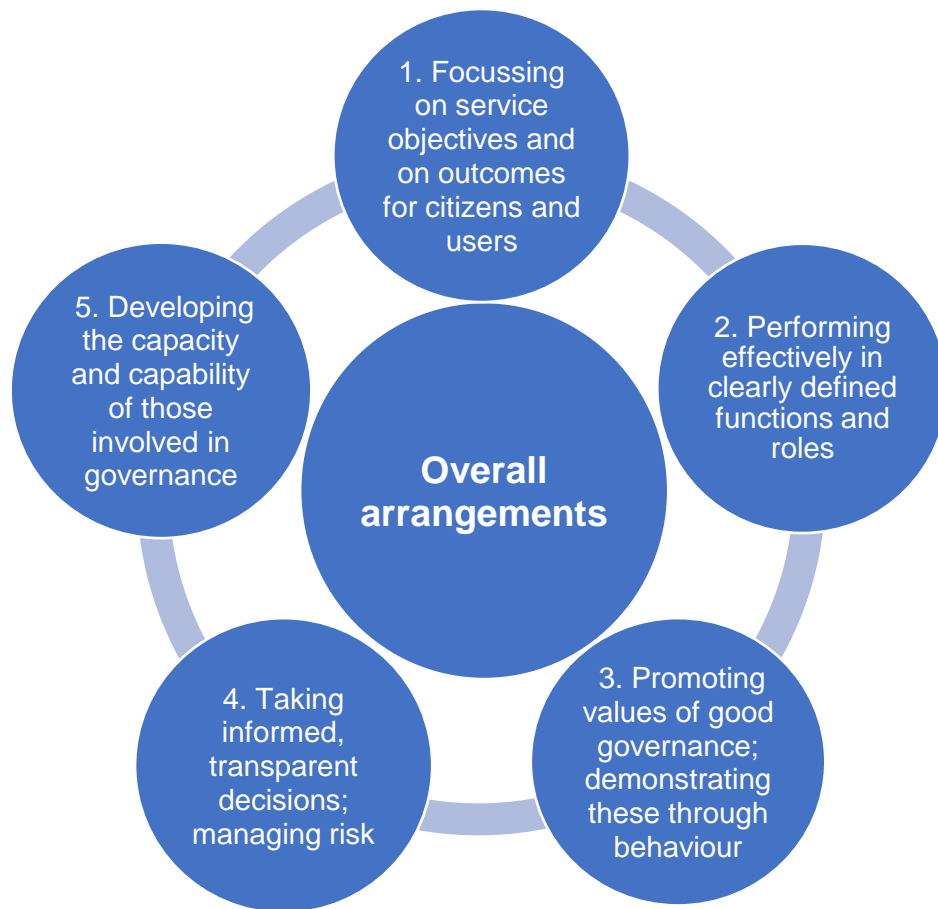 1. Focussing
on service
objectives and
on outcomes
for citizens and
users
2. Performing
effectively in
clearly defined
functions and
roles
3. Promoting
values of good
governance;
demonstrating
these through
behaviour
4. Taking
informed,
transparent
decisions;
managing risk
5. Developing
the capacity
and capability
of those
involved in
governance
Overall
arrangements